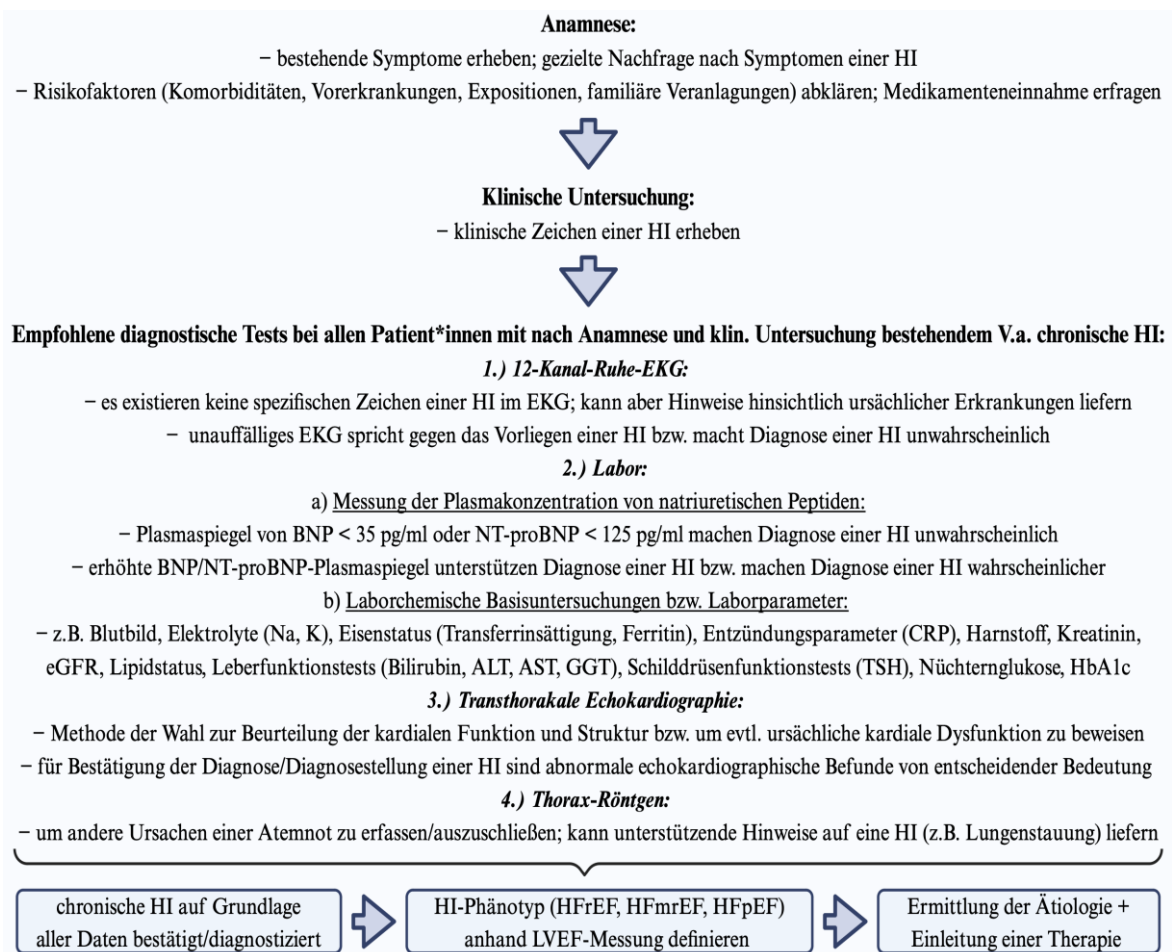 Anamnese:
– bestehende Symptome erheben; gezielte Nachfrage nach Symptomen einer HI
– Risikofaktoren (Komorbiditäten, Vorerkrankungen, Expositionen, familiäre Veranlagungen) abklären; Medikamenteneinnahme erfragen
Klinische Untersuchung:
– klinische Zeichen einer HI erheben
Empfohlene diagnostische Tests bei allen Patient*innen mit nach Anamnese und klin. Untersuchung bestehendem V.a. chronische HI:
1.) 12-Kanal-Ruhe-EKG:
– es existieren keine spezifischen Zeichen einer HI im EKG; kann aber Hinweise hinsichtlich ursächlicher Erkrankungen liefern
– unauffälliges EKG spricht gegen das Vorliegen einer HI bzw. macht Diagnose einer HI unwahrscheinlich
2.) Labor:
a) Messung der Plasmakonzentration von natriuretischen Peptiden:
– Plasmaspiegel von BNP < 35 pg/ml oder NT-proBNP < 125 pg/ml machen Diagnose einer HI unwahrscheinlich
– erhöhte BNP/NT-proBNP-Plasmaspiegel unterstützen Diagnose einer HI bzw. machen Diagnose einer HI wahrscheinlicher
b) Laborchemische Basisuntersuchungen bzw. Laborparameter:
– z.B. Blutbild, Elektrolyte (Na, K), Eisenstatus (Transferrinsättigung, Ferritin), Entzündungsparameter (CRP), Harnstoff, Kreatinin,
eGFR, Lipidstatus, Leberfunktionstests (Bilirubin, ALT, AST, GGT), Schilddrüsenfunktionstests (TSH), Nüchternglukose, HbA1c
3.) Transthorakale Echokardiographie:
– Methode der Wahl zur Beurteilung der kardialen Funktion und Struktur bzw. um evtl. ursächliche kardiale Dysfunktion zu beweisen
– für Bestätigung der Diagnose/Diagnosestellung einer HI sind abnormale echokardiographische Befunde von entscheidender Bedeutung
4.) Thorax-Röntgen:
– um andere Ursachen einer Atemnot zu erfassen/auszuschließen; kann unterstützende Hinweise auf eine HI (z.B. Lungenstauung) liefern
chronische HI auf Grundlage
aller Daten bestätigt/diagnostiziert
HI-Phänotyp (HFrEF, HFmrEF, HFpEF)
anhand LVEF-Messung definieren
Ermittlung der Ätiologie +
Einleitung einer Therapie